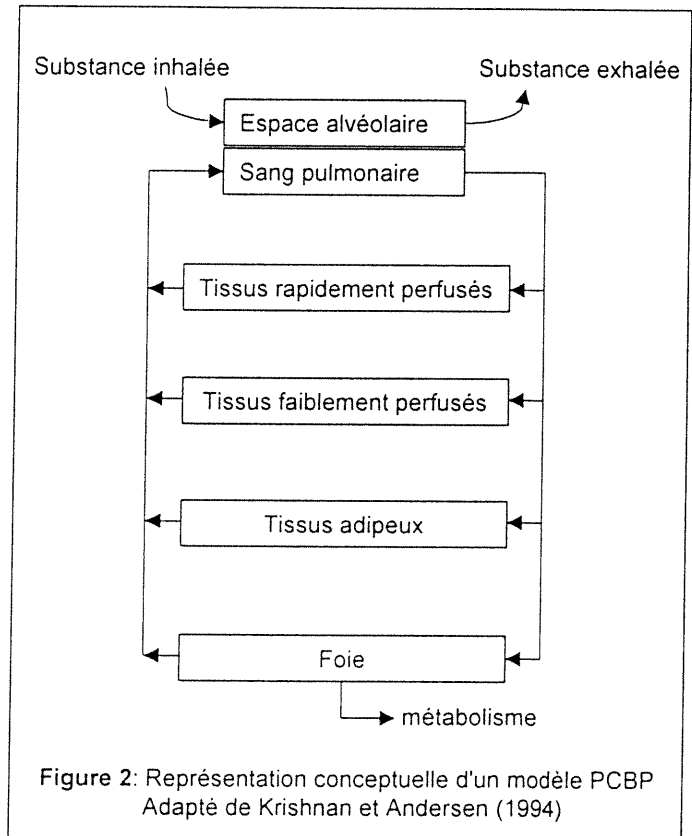 Substance inhalée
Substance exhalée
Espace alvéolaire
Sang pulmonaire
Tissus rapidement perfusés
Tissus faiblement perfusés
Tissus adipeux
Foie
métabolisme
Figure 2: Représentation conceptuelle d'un modèle PCBP
Adapté de Krishnan et Andersen (1994)